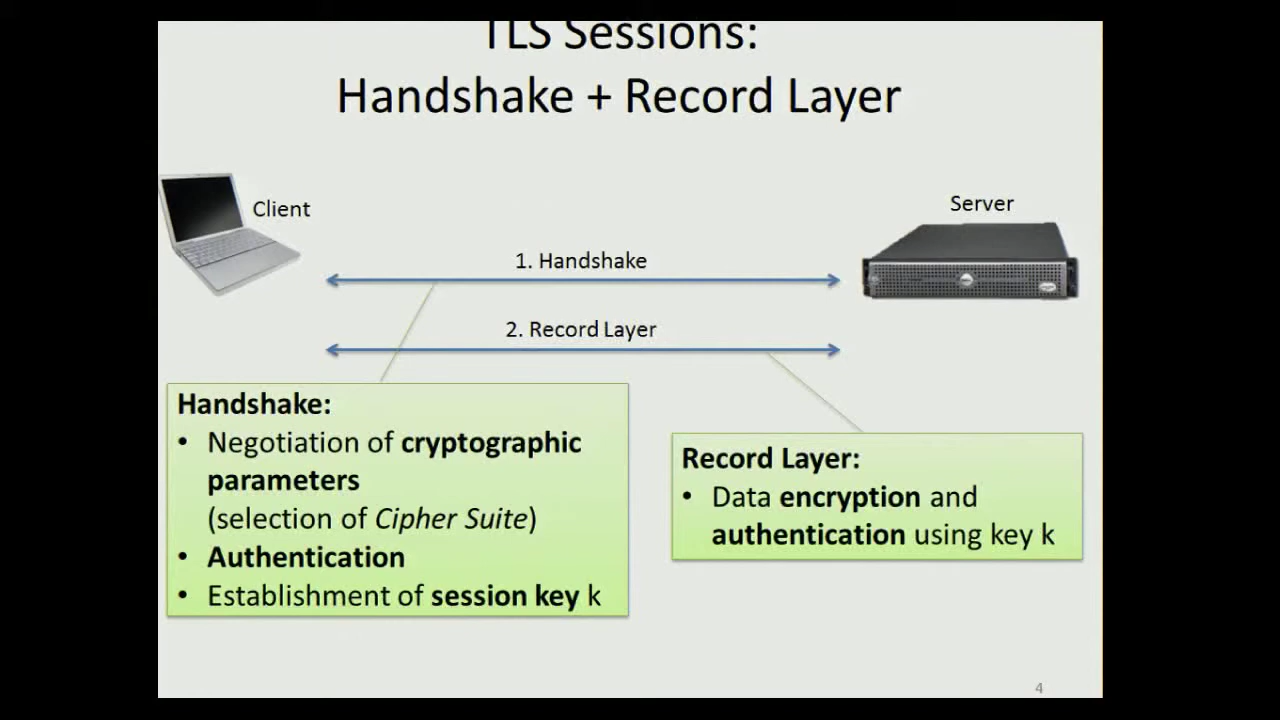 TLS Sessions:
Handshake + Record Layer
Client
Server
1. Handshake
2. Record Layer
Handshake:
• Negotiation of cryptographic
parameters
(selection of Cipher Suite)
• Authentication
• Establishment of session key k
Record Layer:
• Data encryption and
authentication using key k
4